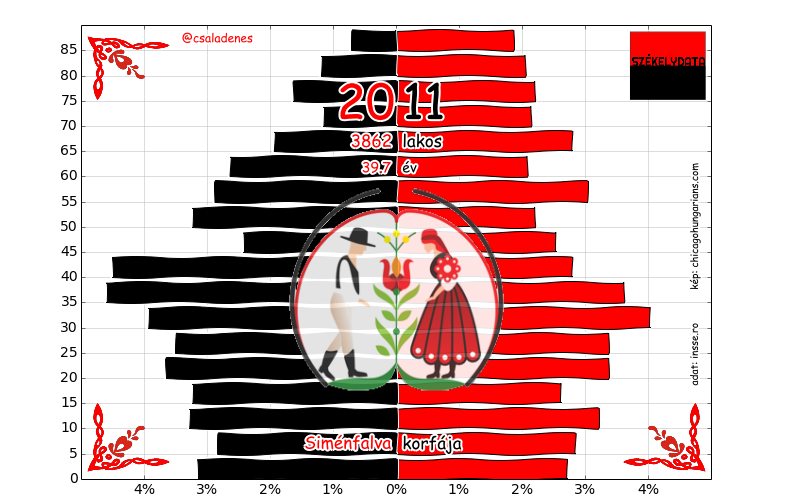 @csaladenes
SZÉKELYDATA
2011
3862 lakos
39.7 év
kép: chicagohungarians.com
adat: insse.ro
Siménfalva korfája
85
80
75
70
65
60
55
50
45
40
35
30
25
20
15
10
5
0
4% 3% 2% 1% 0% 1% 2% 3% 4%